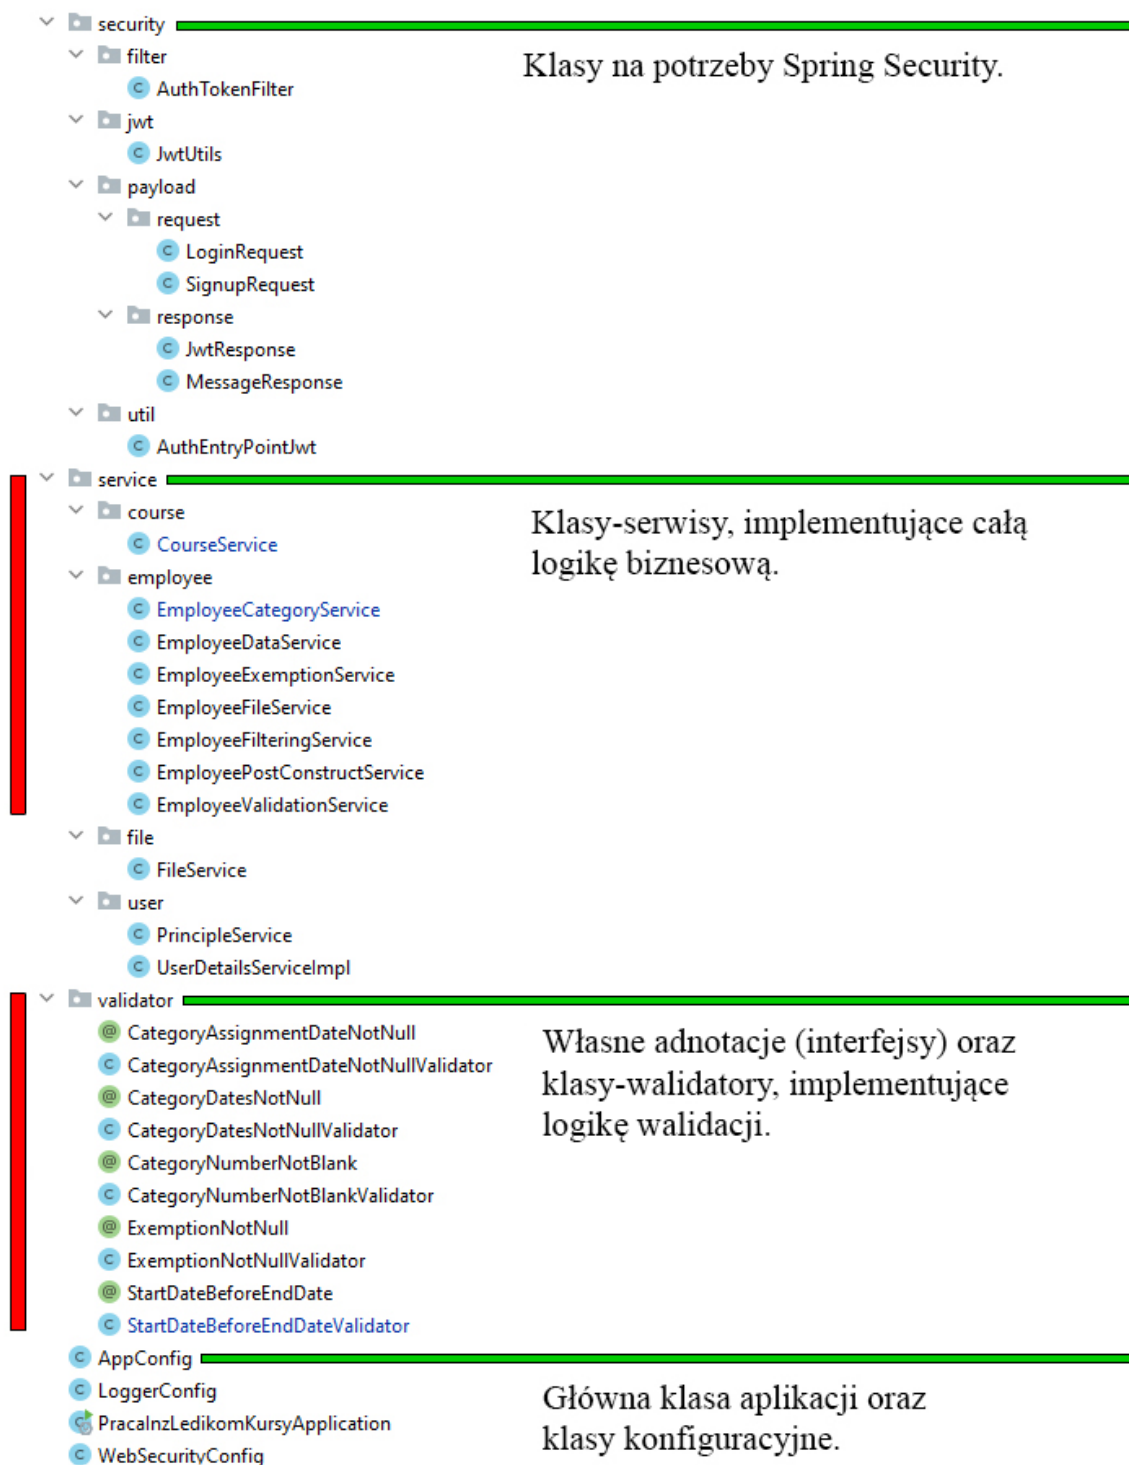 security
filter
Klasy na potrzeby Spring Security.
AuthTokenFilter
jwt
JwtUtils
payload
request
LoginRequest
SignupRequest
response
JwtResponse
MessageResponse
util
AuthEntryPointJwt
service
course
Klasy-serwisy, implementujące całą
logikę biznesową.
CourseService
employee
EmployeeCategoryService
EmployeeDataService
EmployeeExemptionService
EmployeeFileService
EmployeeFilteringService
EmployeePostConstructService
EmployeeValidationService
file
FileService
user
PrincipleService
UserDetailsServiceImpl
validator
CategoryAssignmentDateNotNull
CategoryAssignmentDateNotNullValidator
CategoryDatesNotNull
CategoryDatesNotNullValidator
CategoryNumberNotBlank
CategoryNumberNotBlankValidator
ExemptionNotNull
ExemptionNotNullValidator
StartDateBeforeEndDate
StartDateBeforeEndDateValidator
Własne adnotacje (interfejsy) oraz
klasy-walidatory, implementujące
logikę walidacji.
AppConfig
LoggerConfig
PracaInzLedikomKursyApplication
WebSecurityConfig
Główna klasa aplikacji oraz
klasy konfiguracyjne.